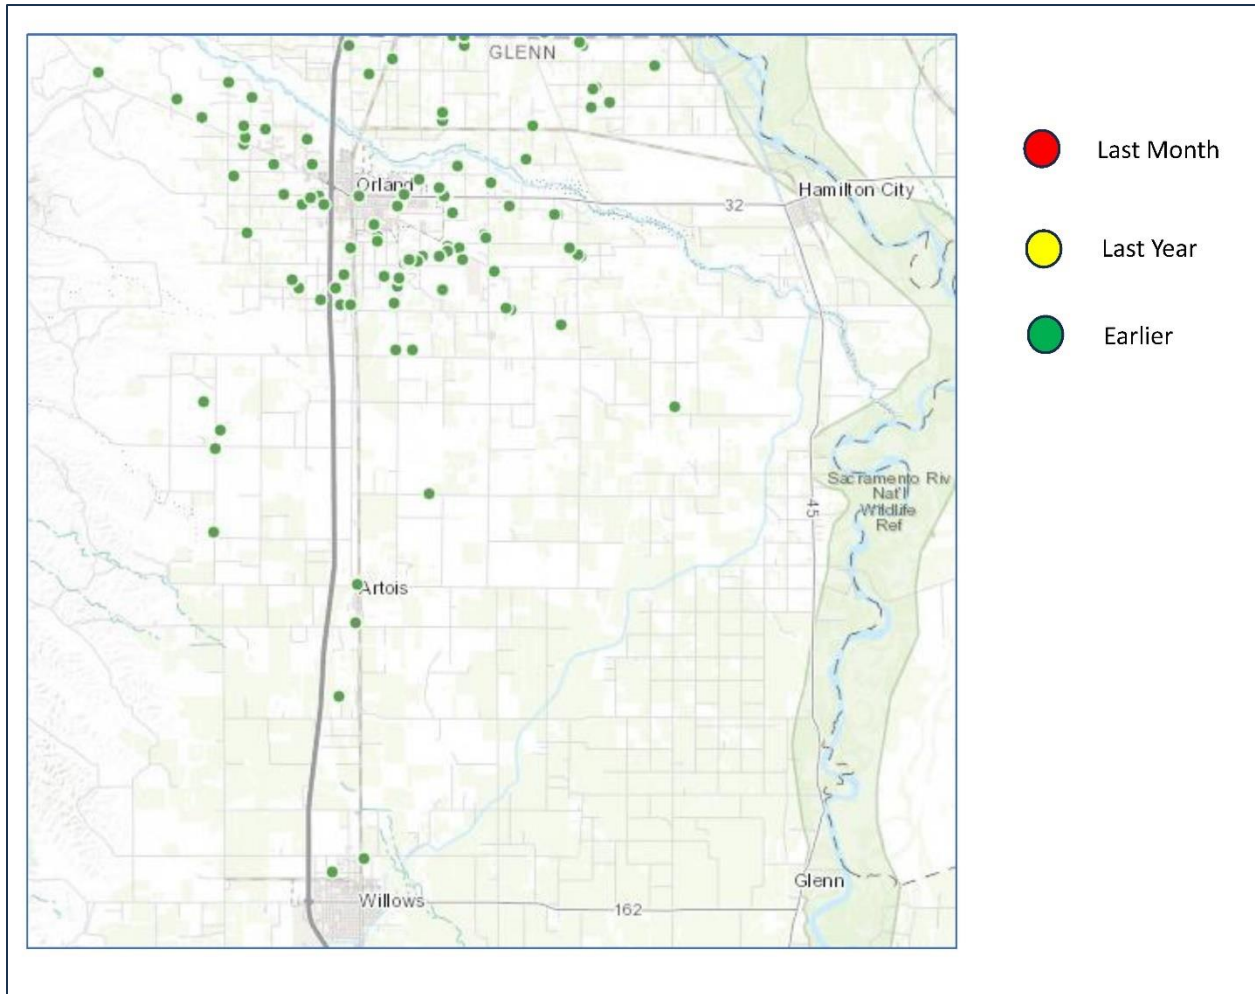 GLENN
Last Month
Orland
Hamilton City
32
Last Year
Earlier
Sacramento Riv
Nat'l
Wildlife
Ref
45
Artois
Glenn
Willows
162